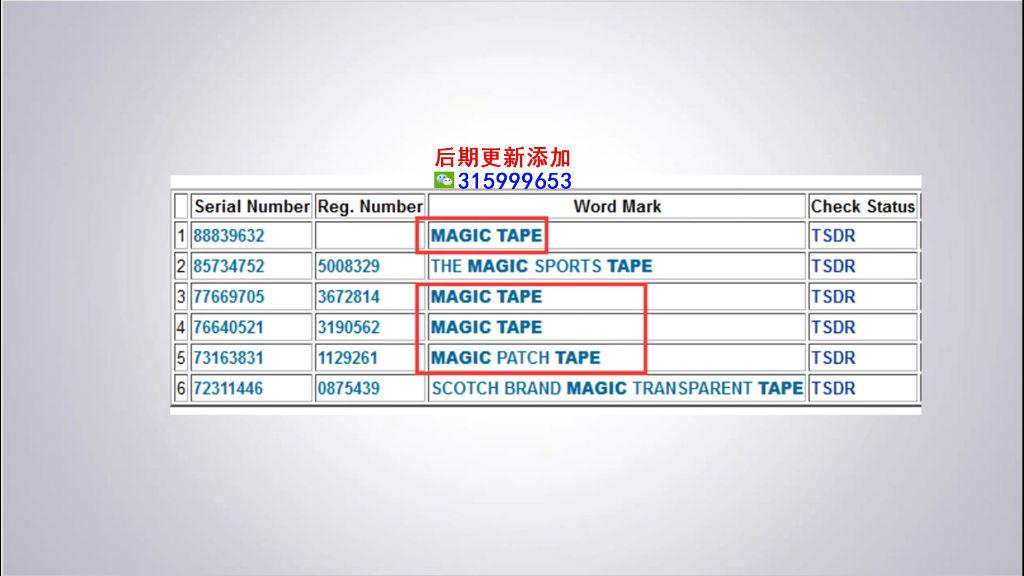 后期更新添加
315999653
Serial Number Reg. Number Word Mark Check Status
1 88839632 MAGIC TAPE TSDR
2 85734752 5008329 THE MAGIC SPORTS TAPE TSDR
3 77669705 3672814 MAGIC TAPE TSDR
4 76640521 3190562 MAGIC TAPE TSDR
5 73163831 1129261 MAGIC PATCH TAPE TSDR
6 72311446 0875439 SCOTCH BRAND MAGIC TRANSPARENT TAPE TSDR